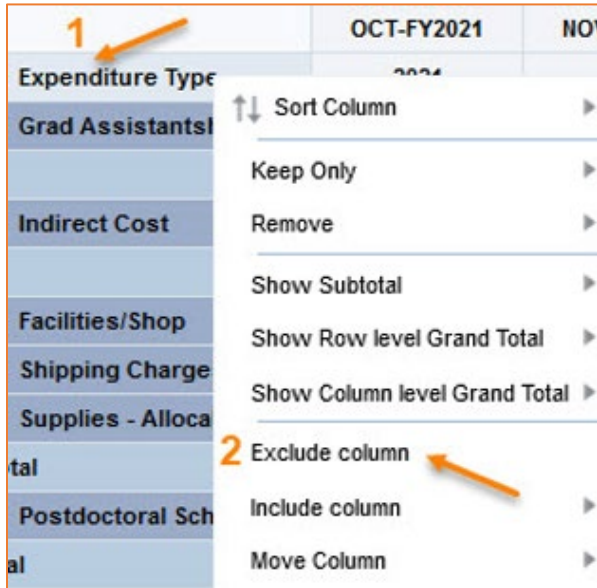 1
OCT-FY2021
NOV
Expenditure Type
Sort Column
Grad Assistantsh
Keep Only
Indirect Cost
Remove
Show Subtotal
Facilities/Shop
Show Row level Grand Total
Shipping Charge
Show Column level Grand Total
Supplies - Alloca
2 Exclude column
tal
Include column
Postdoctoral Sch
Move Column
al